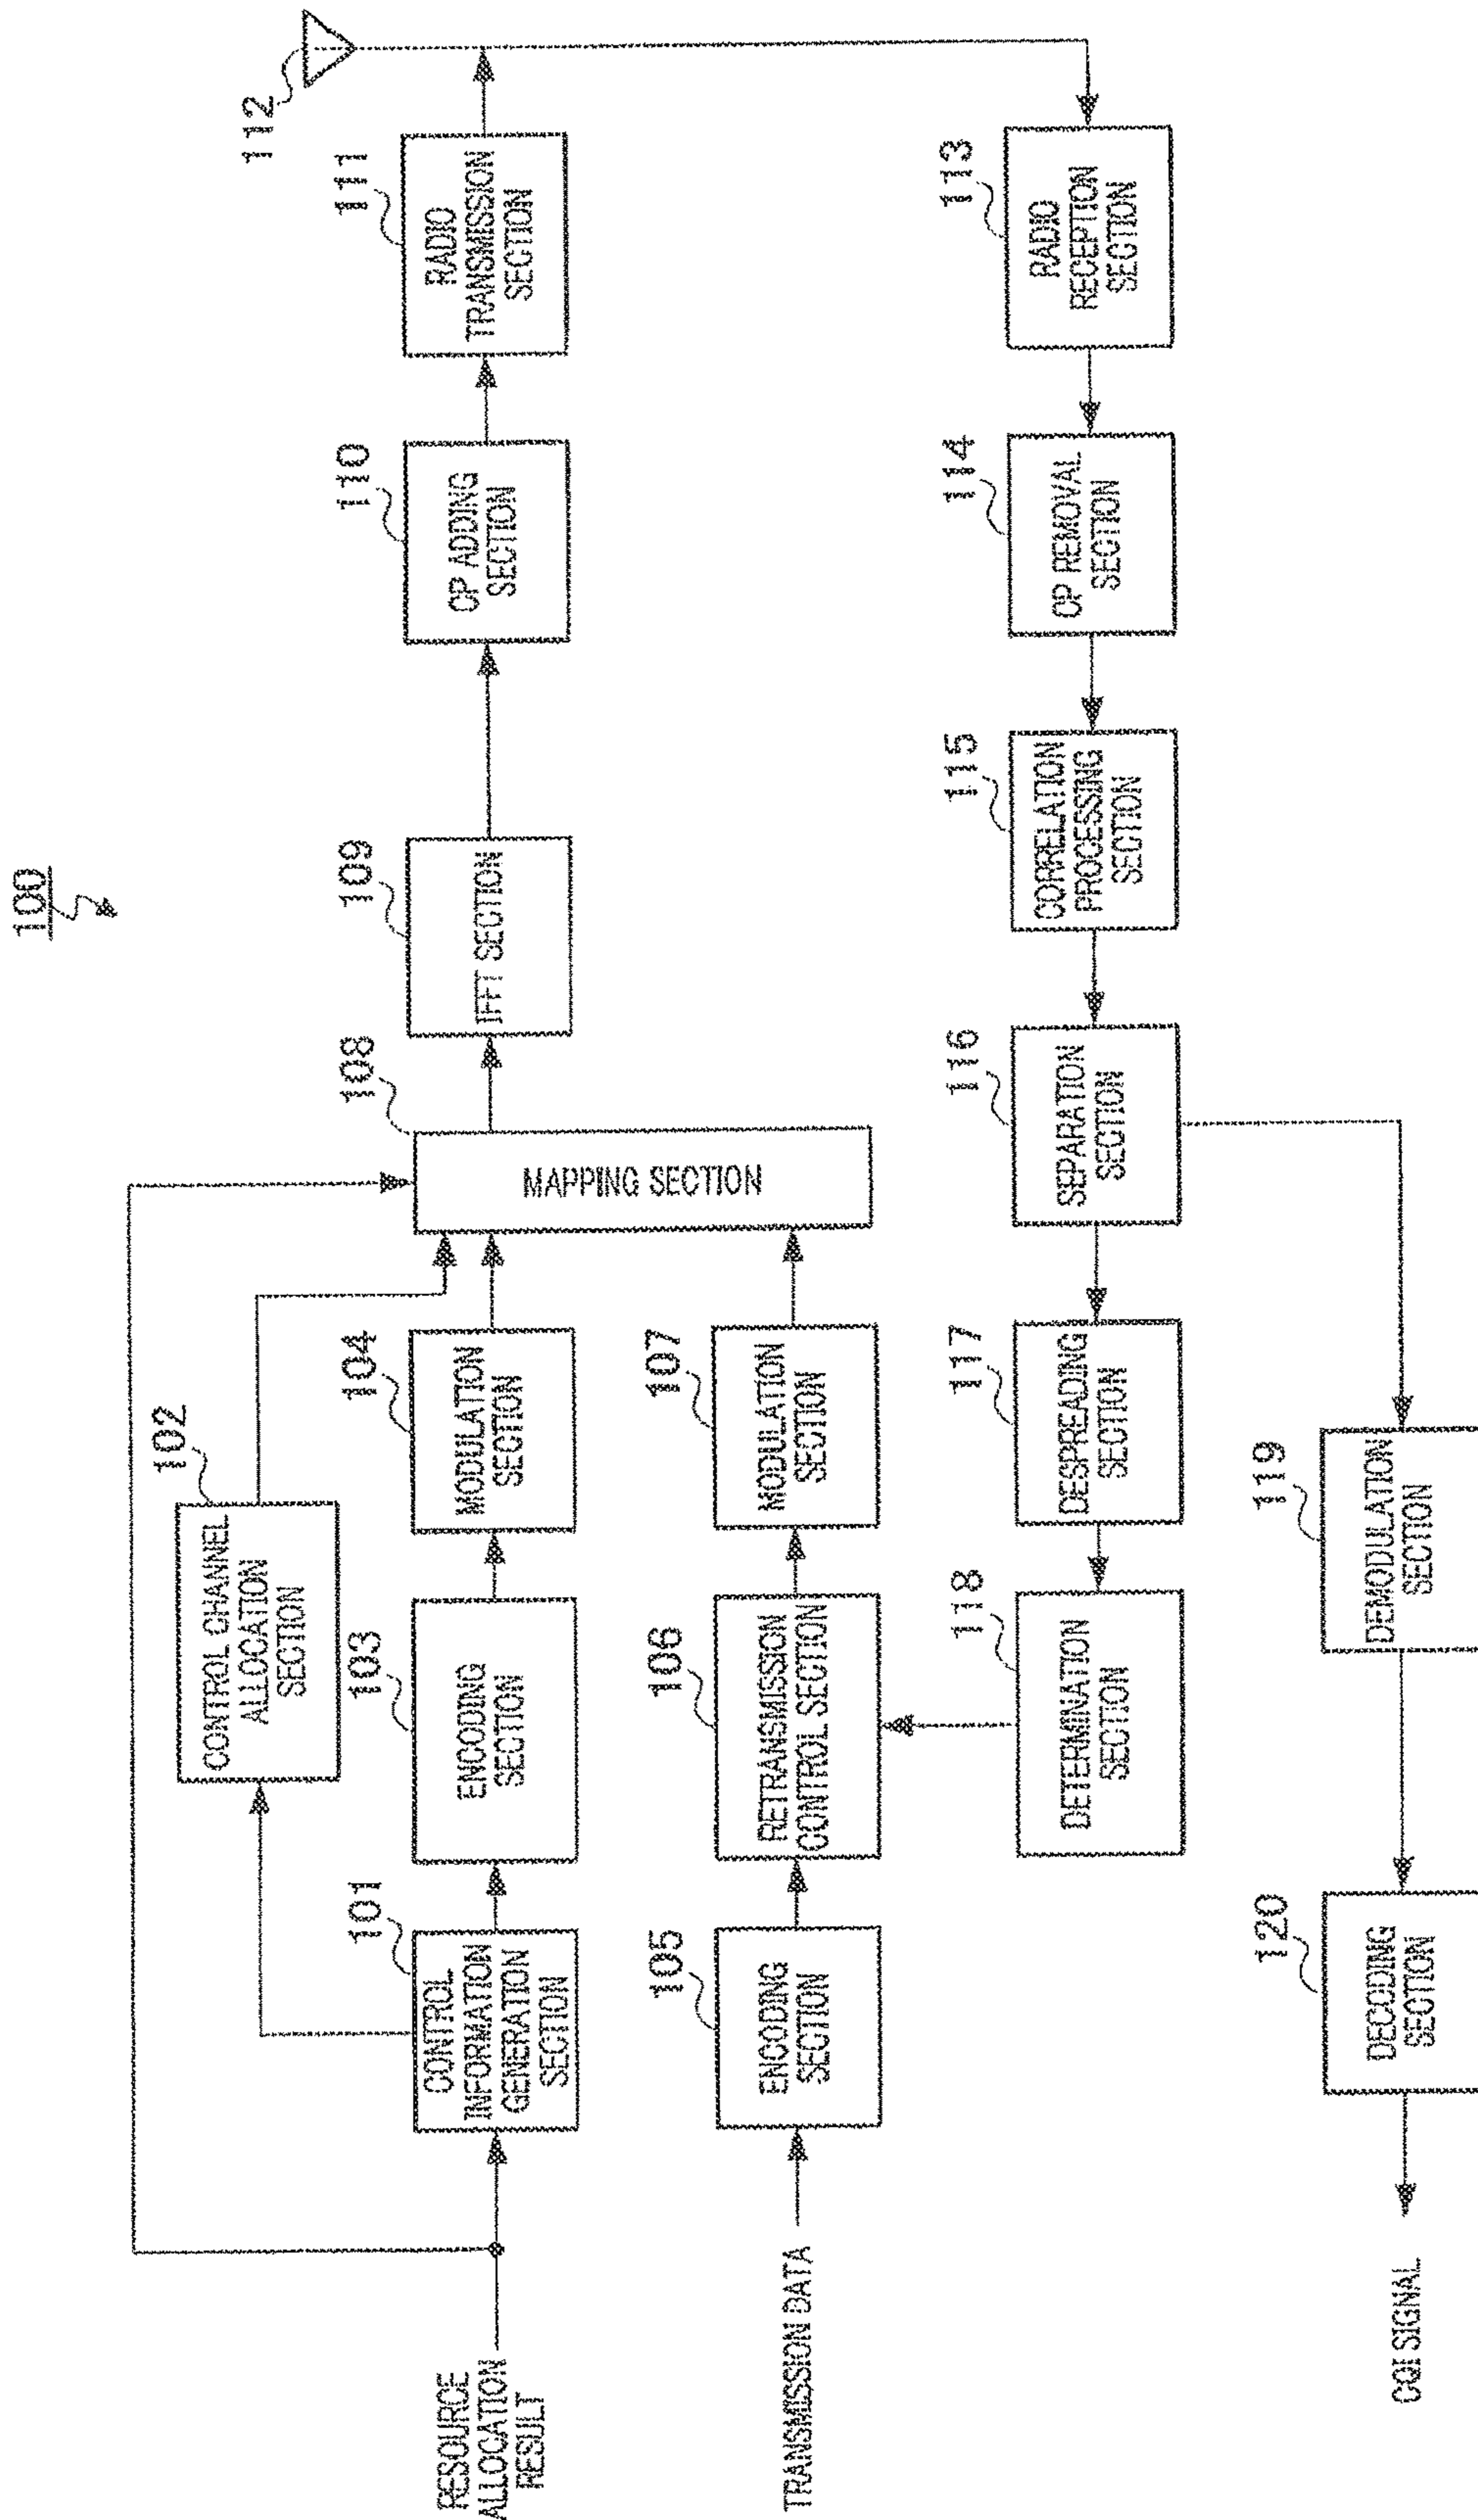 100
112
RESOURCE
ALLOCATION
RESULT
101
CONTROL
INFORMATION
GENERATION
SECTION
102
CONTROL CHANNEL
ALLOCATION
SECTION
103
ENCODING
SECTION
104
MODULATION
SECTION
108
MAPPING SECTION
109
IFFT SECTION
110
CP ADDING
SECTION
111
RADIO
TRANSMISSION
SECTION
TRANSMISSION DATA
105
ENCODING
SECTION
106
RETRANSMISSION
CONTROL SECTION
107
MODULATION
SECTION
118
DETERMINATION
SECTION
117
DESPREADING
SECTION
116
SEPARATION
SECTION
115
CORRELATION
PROCESSING
SECTION
114
CP REMOVAL
SECTION
113
RADIO
RECEPTION
SECTION
CQI SIGNAL
120
DECODING
SECTION
119
DEMODULATION
SECTION